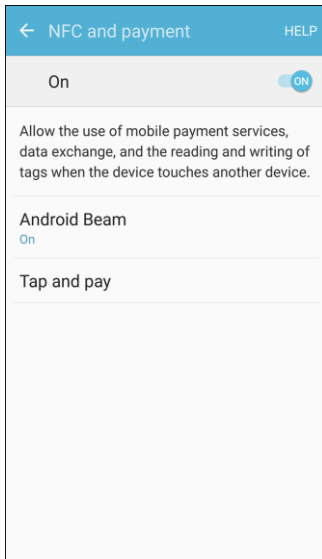 NFC and payment HELP
On ON
Allow the use of mobile payment services,
data exchange, and the reading and writing of
tags when the device touches another device.
Android Beam
On
Tap and pay